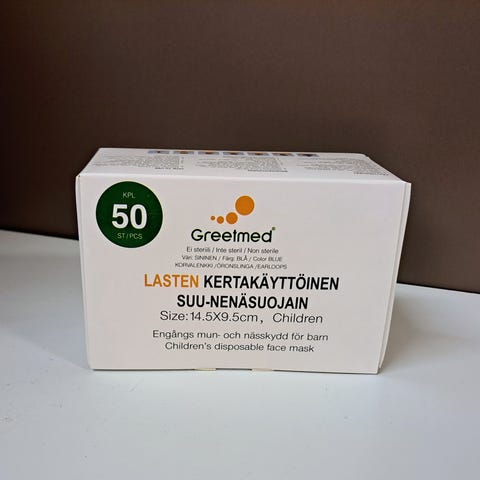 KPL
50
ST/PCS
Greetmed®
Ei steriili / Inte steril / Non sterile
Väri: SININEN / Färg: BLÅ / Color BLUE
KORVALENKKI /ÖRONSLINGA /EARLOOPS
LASTEN KERTAKÄYTTÖINEN
SUU-NENÄSUOJAIN
Size:14.5X9.5cm, Children
Engångs mun- och nässkydd för barn
Children's disposable face mask